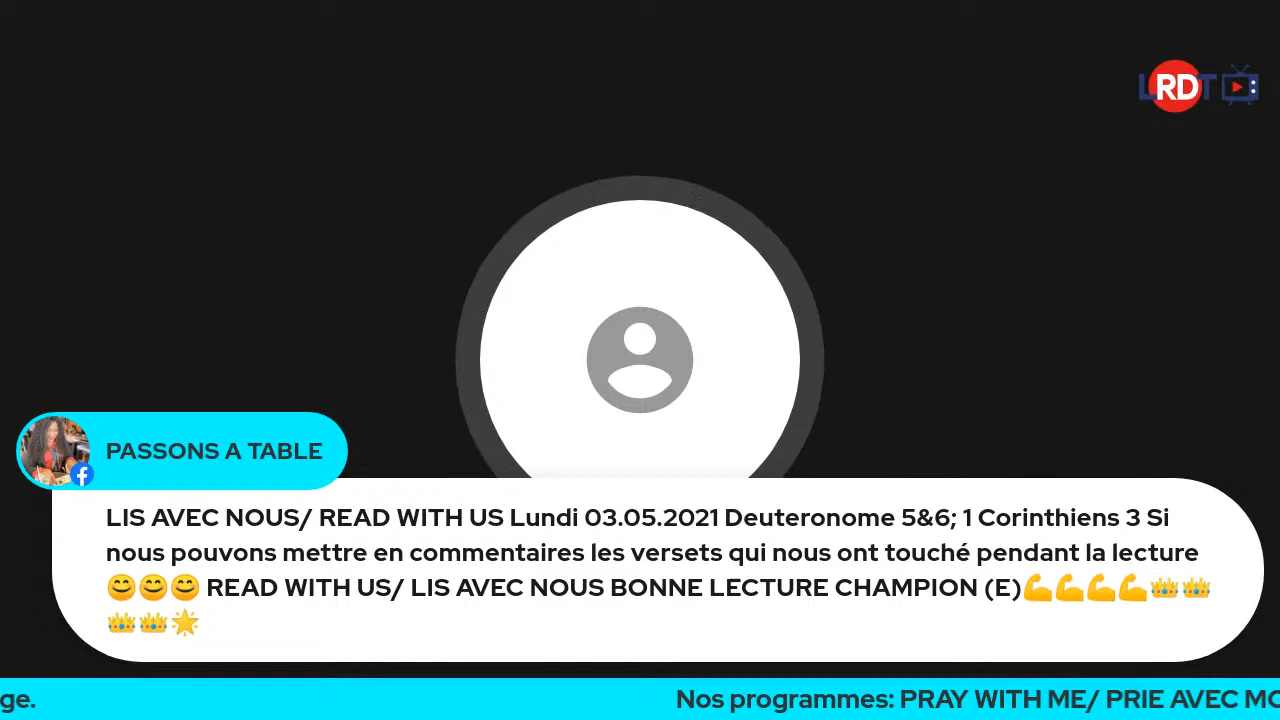 LRDT
PASSONS A TABLE
LIS AVEC NOUS/ READ WITH US Lundi 03.05.2021 Deuteronome 5&6; 1 Corinthiens 3 Si
nous pouvons mettre en commentaires les versets qui nous ont touché pendant la lecture
😊😊😊 READ WITH US/ LIS AVEC NOUS BONNE LECTURE CHAMPION (E)💪💪💪💪👑👑
👑👑🌟
ge. Nos programmes: PRAY WITH ME/ PRIE AVEC MO